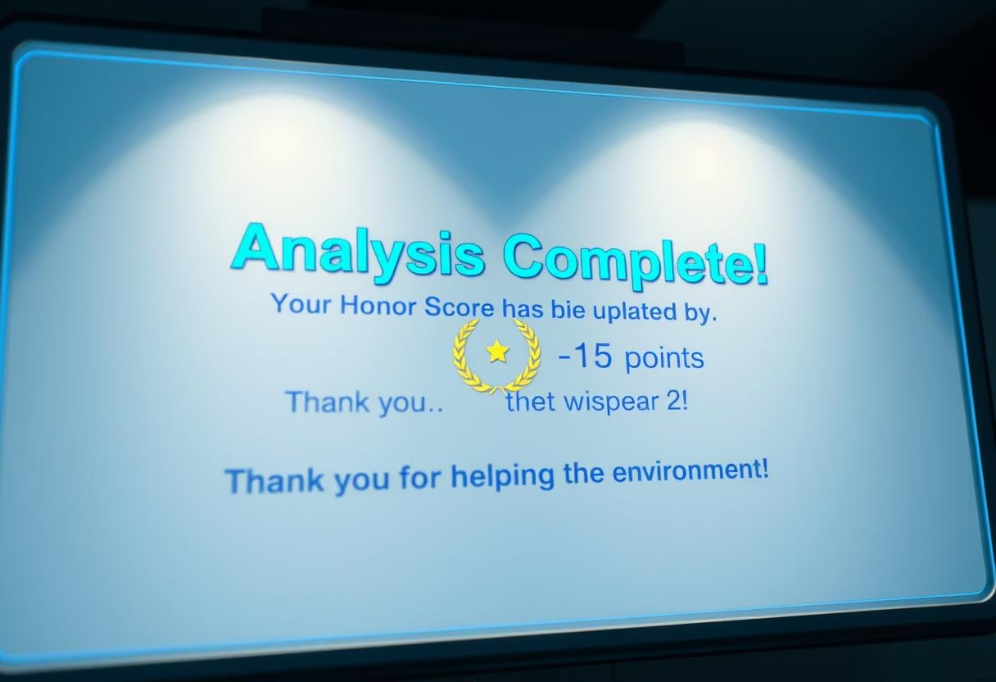 Analysis Complete!
Your Honor Score has bie uplated by.
-15 points
Thank you.. thet wispear 2!
Thank you for helping the environment!